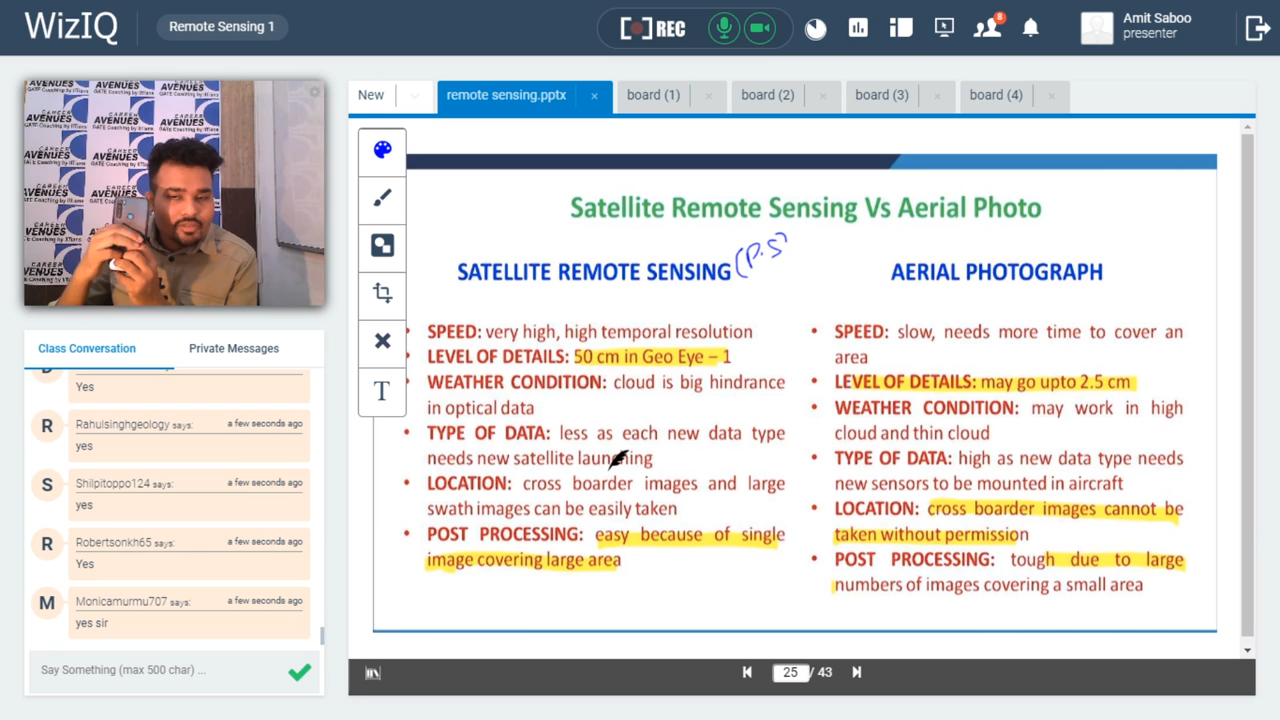 WizIQ
Remote Sensing 1
REC
8
Amit Saboo
presenter
AVENUES
GATE Coaching by IITians
New
remote sensing.pptx
board (1)
board (2)
board (3)
board (4)
Satellite Remote Sensing Vs Aerial Photo
SATELLITE REMOTE SENSING
(P.S)
• SPEED: very high, high temporal resolution
• LEVEL OF DETAILS: 50 cm in Geo Eye – 1
• WEATHER CONDITION: cloud is big hindrance
in optical data
• TYPE OF DATA: less as each new data type
needs new satellite launching
• LOCATION: cross boarder images and large
swath images can be easily taken
• POST PROCESSING: easy because of single
image covering large area
AERIAL PHOTOGRAPH
• SPEED: slow, needs more time to cover an
area
• LEVEL OF DETAILS: may go upto 2.5 cm
• WEATHER CONDITION: may work in high
cloud and thin cloud
• TYPE OF DATA: high as new data type needs
new sensors to be mounted in aircraft
• LOCATION: cross boarder images cannot be
taken without permission
• POST PROCESSING: tough due to large
numbers of images covering a small area
T
25 / 43
Class Conversation
Private Messages
Yes
R
Rahulsinghgeology says:
a few seconds ago
yes
S
Shilpitoppo124 says:
a few seconds ago
yes
R
Robertsonkh65 says:
a few seconds ago
Yes
M
Monicamurmu707 says:
a few seconds ago
yes sir
Say Something (max 500 char) ...